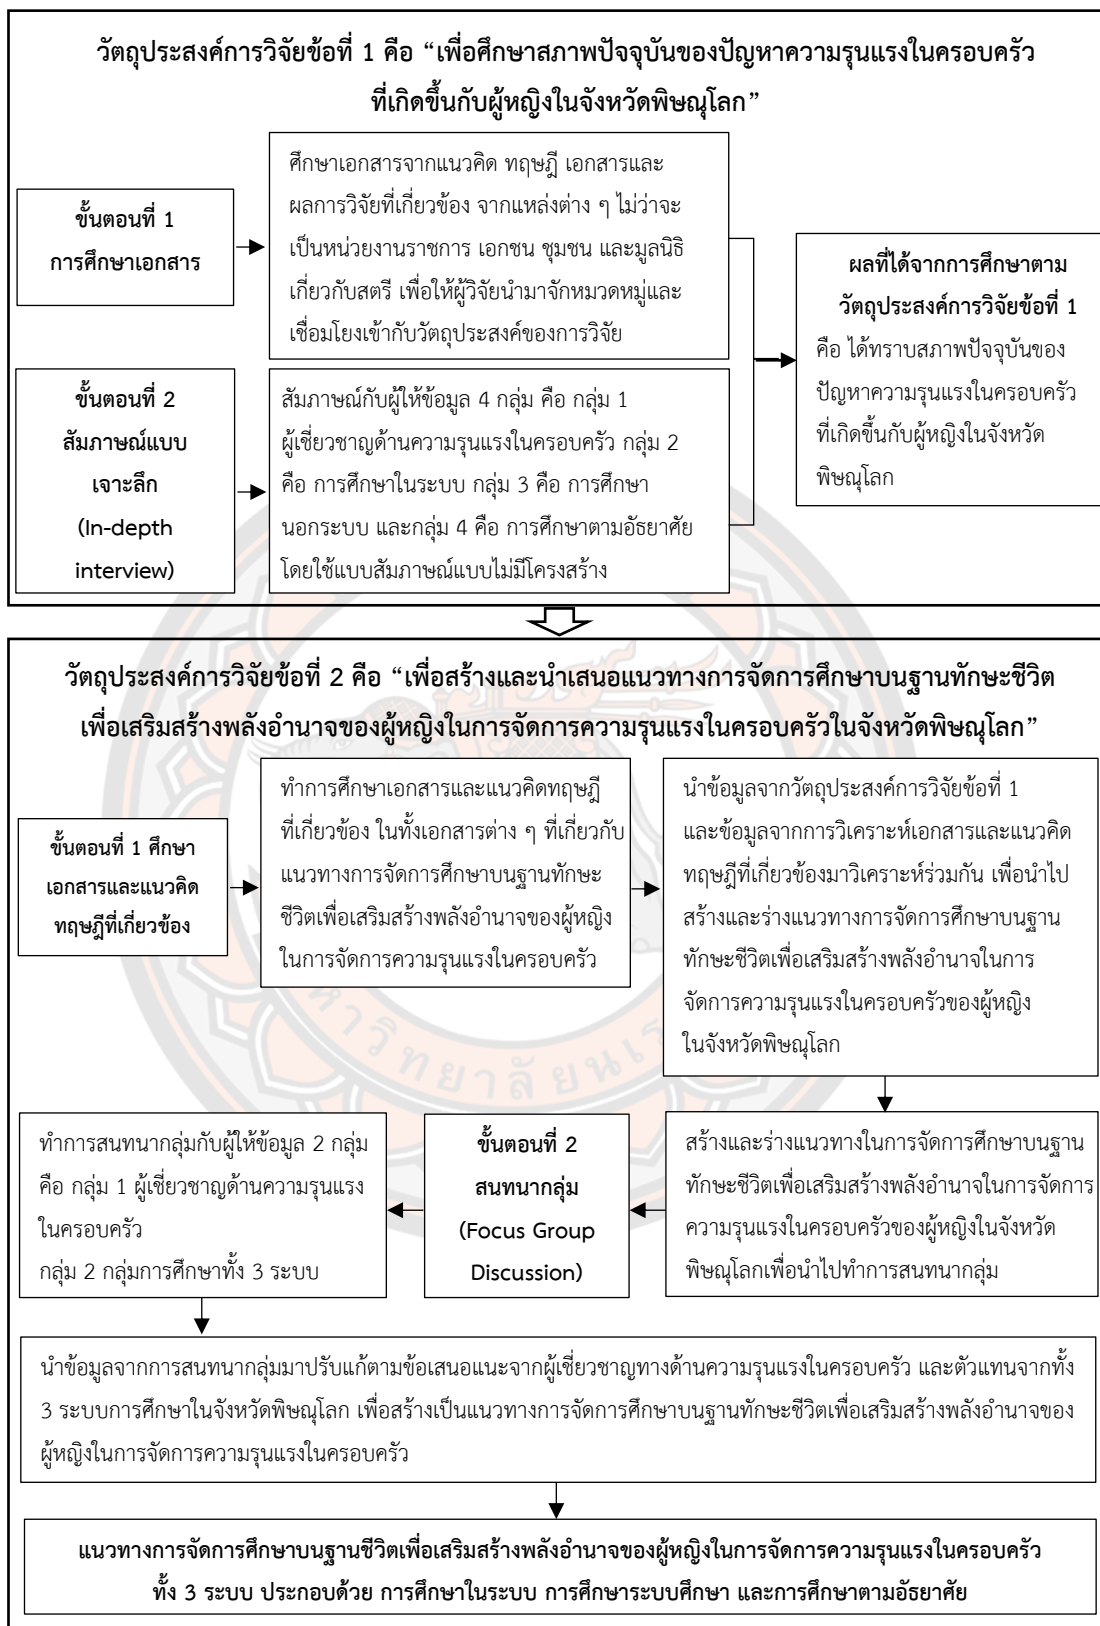 วัตถุประสงค์การวิจัยข้อที่ 1 คือ “เพื่อศึกษาสภาพปัจจุบันของปัญหาความรุนแรงในครอบครัว
ที่เกิดขึ้นกับผู้หญิงในจังหวัดพิษณุโลก”
ขั้นตอนที่ 1
การศึกษาเอกสาร
ศึกษาเอกสารจากแนวคิด ทฤษฎี เอกสารและ
ผลการวิจัยที่เกี่ยวข้อง จากแหล่งต่าง ๆ ไม่ว่าจะ
เป็นหน่วยงานราชการ เอกชน ชุมชน และมูลนิธิ
เกี่ยวกับสตรี เพื่อให้ผู้วิจัยนำมาจักหมวดหมู่และ
เชื่อมโยงเข้ากับวัตถุประสงค์ของการวิจัย
ขั้นตอนที่ 2
สัมภาษณ์แบบ
เจาะลึก
(In-depth
interview)
สัมภาษณ์กับผู้ให้ข้อมูล 4 กลุ่ม คือ กลุ่ม 1
ผู้เชี่ยวชาญด้านความรุนแรงในครอบครัว กลุ่ม 2
คือ การศึกษาในระบบ กลุ่ม 3 คือ การศึกษา
นอกระบบ และกลุ่ม 4 คือ การศึกษาตามอัธยาศัย
โดยใช้แบบสัมภาษณ์แบบไม่มีโครงสร้าง
ผลที่ได้จากการศึกษาตาม
วัตถุประสงค์การวิจัยข้อที่ 1
คือ ได้ทราบสภาพปัจจุบันของ
ปัญหาความรุนแรงในครอบครัว
ที่เกิดขึ้นกับผู้หญิงในจังหวัด
พิษณุโลก
วัตถุประสงค์การวิจัยข้อที่ 2 คือ “เพื่อสร้างและนำเสนอแนวทางการจัดการศึกษาบนฐานทักษะชีวิต
เพื่อเสริมสร้างพลังอำนาจของผู้หญิงในการจัดการความรุนแรงในครอบครัวในจังหวัดพิษณุโลก”
ขั้นตอนที่ 1 ศึกษา
เอกสารและแนวคิด
ทฤษฎีที่เกี่ยวข้อง
ทำการศึกษาเอกสารและแนวคิดทฤษฎี
ที่เกี่ยวข้อง ในทั้งเอกสารต่าง ๆ ที่เกี่ยวกับ
แนวทางการจัดการศึกษาบนฐานทักษะ
ชีวิตเพื่อเสริมสร้างพลังอำนาจของผู้หญิง
ในการจัดการความรุนแรงในครอบครัว
นำข้อมูลจากวัตถุประสงค์การวิจัยข้อที่ 1
และข้อมูลจากการวิเคราะห์เอกสารและแนวคิด
ทฤษฎีที่เกี่ยวข้องมาวิเคราะห์ร่วมกัน เพื่อนำไป
สร้างและร่างแนวทางการจัดการศึกษาบนฐาน
ทักษะชีวิตเพื่อเสริมสร้างพลังอำนาจในการ
จัดการความรุนแรงในครอบครัวของผู้หญิง
ในจังหวัดพิษณุโลก
สร้างและร่างแนวทางในการจัดการศึกษาบนฐาน
ทักษะชีวิตเพื่อเสริมสร้างพลังอำนาจในการจัดการ
ความรุนแรงในครอบครัวของผู้หญิงในจังหวัด
พิษณุโลกเพื่อนำไปทำการสนทนากลุ่ม
ขั้นตอนที่ 2
สนทนากลุ่ม
(Focus Group
Discussion)
ทำการสนทนากลุ่มกับผู้ให้ข้อมูล 2 กลุ่ม
คือ กลุ่ม 1 ผู้เชี่ยวชาญด้านความรุนแรง
ในครอบครัว
กลุ่ม 2 กลุ่มการศึกษาทั้ง 3 ระบบ
นำข้อมูลจากการสนทนากลุ่มมาปรับแก้ตามข้อเสนอแนะจากผู้เชี่ยวชาญทางด้านความรุนแรงในครอบครัว และตัวแทนจากทั้ง
3 ระบบการศึกษาในจังหวัดพิษณุโลก เพื่อสร้างเป็นแนวทางการจัดการศึกษาบนฐานทักษะชีวิตเพื่อเสริมสร้างพลังอำนาจของ
ผู้หญิงในการจัดการความรุนแรงในครอบครัว
แนวทางการจัดการศึกษาบนฐานชีวิตเพื่อเสริมสร้างพลังอำนาจของผู้หญิงในการจัดการความรุนแรงในครอบครัว
ทั้ง 3 ระบบ ประกอบด้วย การศึกษาในระบบ การศึกษาระบบศึกษา และการศึกษาตามอัธยาศัย